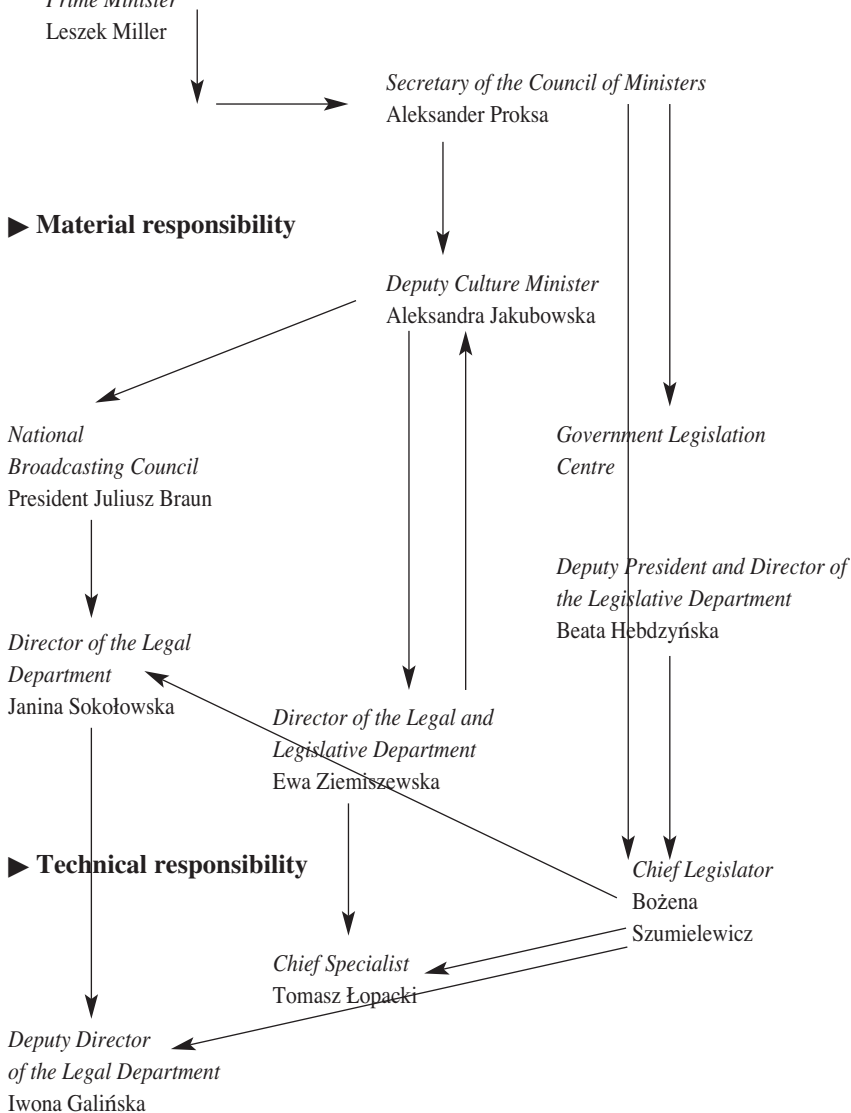 Prime Minister
Leszek Miller
Secretary of the Council of Ministers
Aleksander Proksa
▶ Material responsibility
Deputy Culture Minister
Aleksandra Jakubowska
National
Broadcasting Council
President Juliusz Braun
Government Legislation
Centre
Deputy President and Director of
the Legislative Department
Beata Hebdzyńska
Director of the Legal
Department
Janina Sokołowska
Director of the Legal and
Legislative Department
Ewa Ziemiszewska
▶ Technical responsibility
Chief Legislator
Bożena
Szumielewicz
Chief Specialist
Tomasz Łopacki
Deputy Director
of the Legal Department
Iwona Galińska